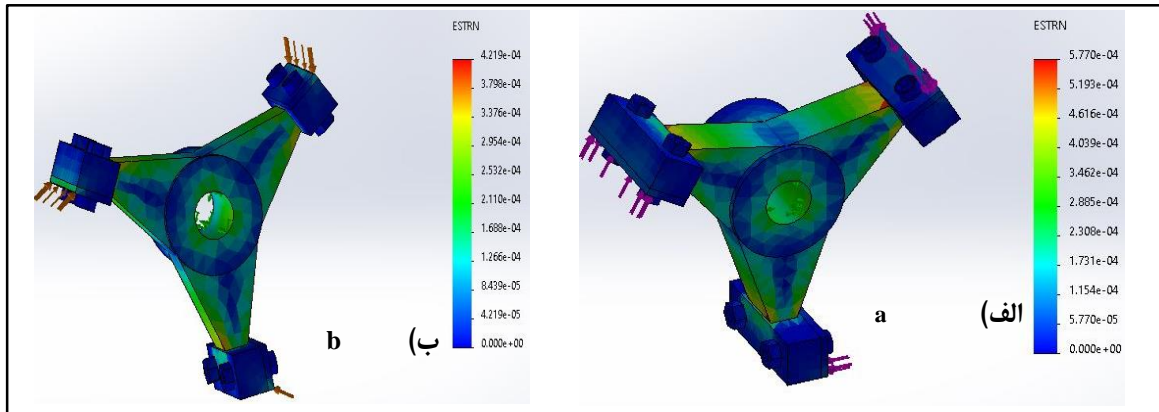 ESTRN
4.219e-04
3.798e-04
3.376e-04
2.954e-04
2.532e-04
2.110e-04
1.688e-04
1.266e-04
8.439e-05
4.219e-05
0.000e+00
b
ب)
ESTRN
5.770e-04
5.193e-04
4.616e-04
4.039e-04
3.462e-04
2.885e-04
2.308e-04
1.731e-04
1.154e-04
5.770e-05
0.000e+00
a
الف)